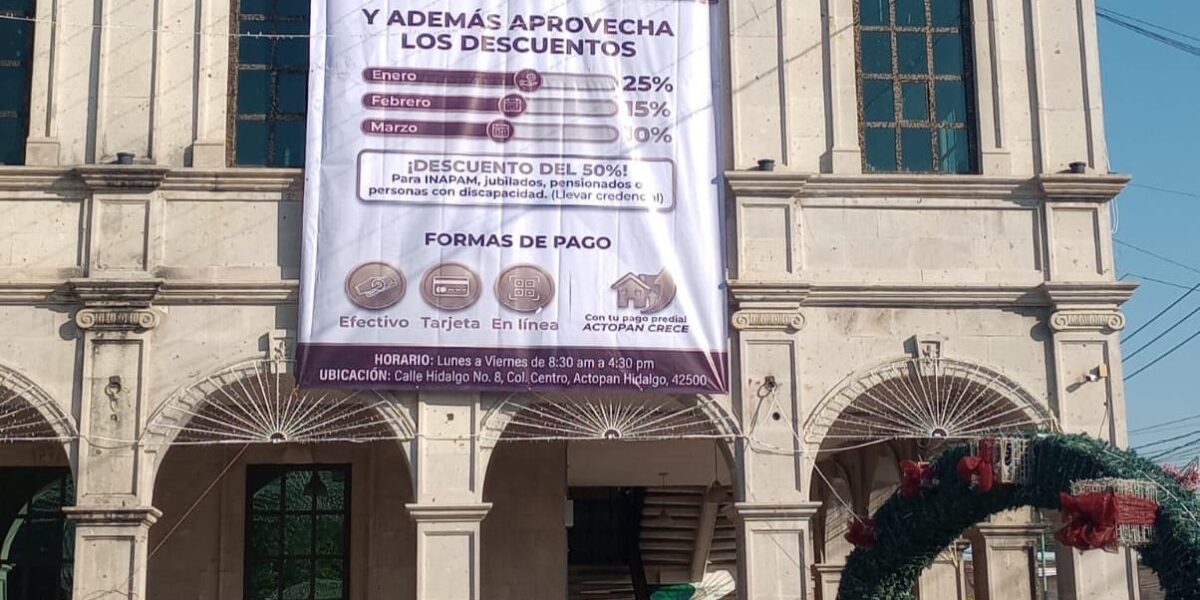 Y ADEMÁS APROVECHA
LOS DESCUENTOS
Enero 25%
Febrero 15%
Marzo 10%
¡DESCUENTO DEL 50%!
Para INAPAM, jubilados, pensionados o
personas con discapacidad. (Llevar credencial)
FORMAS DE PAGO
Efectivo Tarjeta En línea
Con tu pago predial
ACTOPAN CRECE
HORARIO: Lunes a Viernes de 8:30 am a 4:30 pm
UBICACIÓN: Calle Hidalgo No. 8, Col. Centro, Actopan Hidalgo, 42500